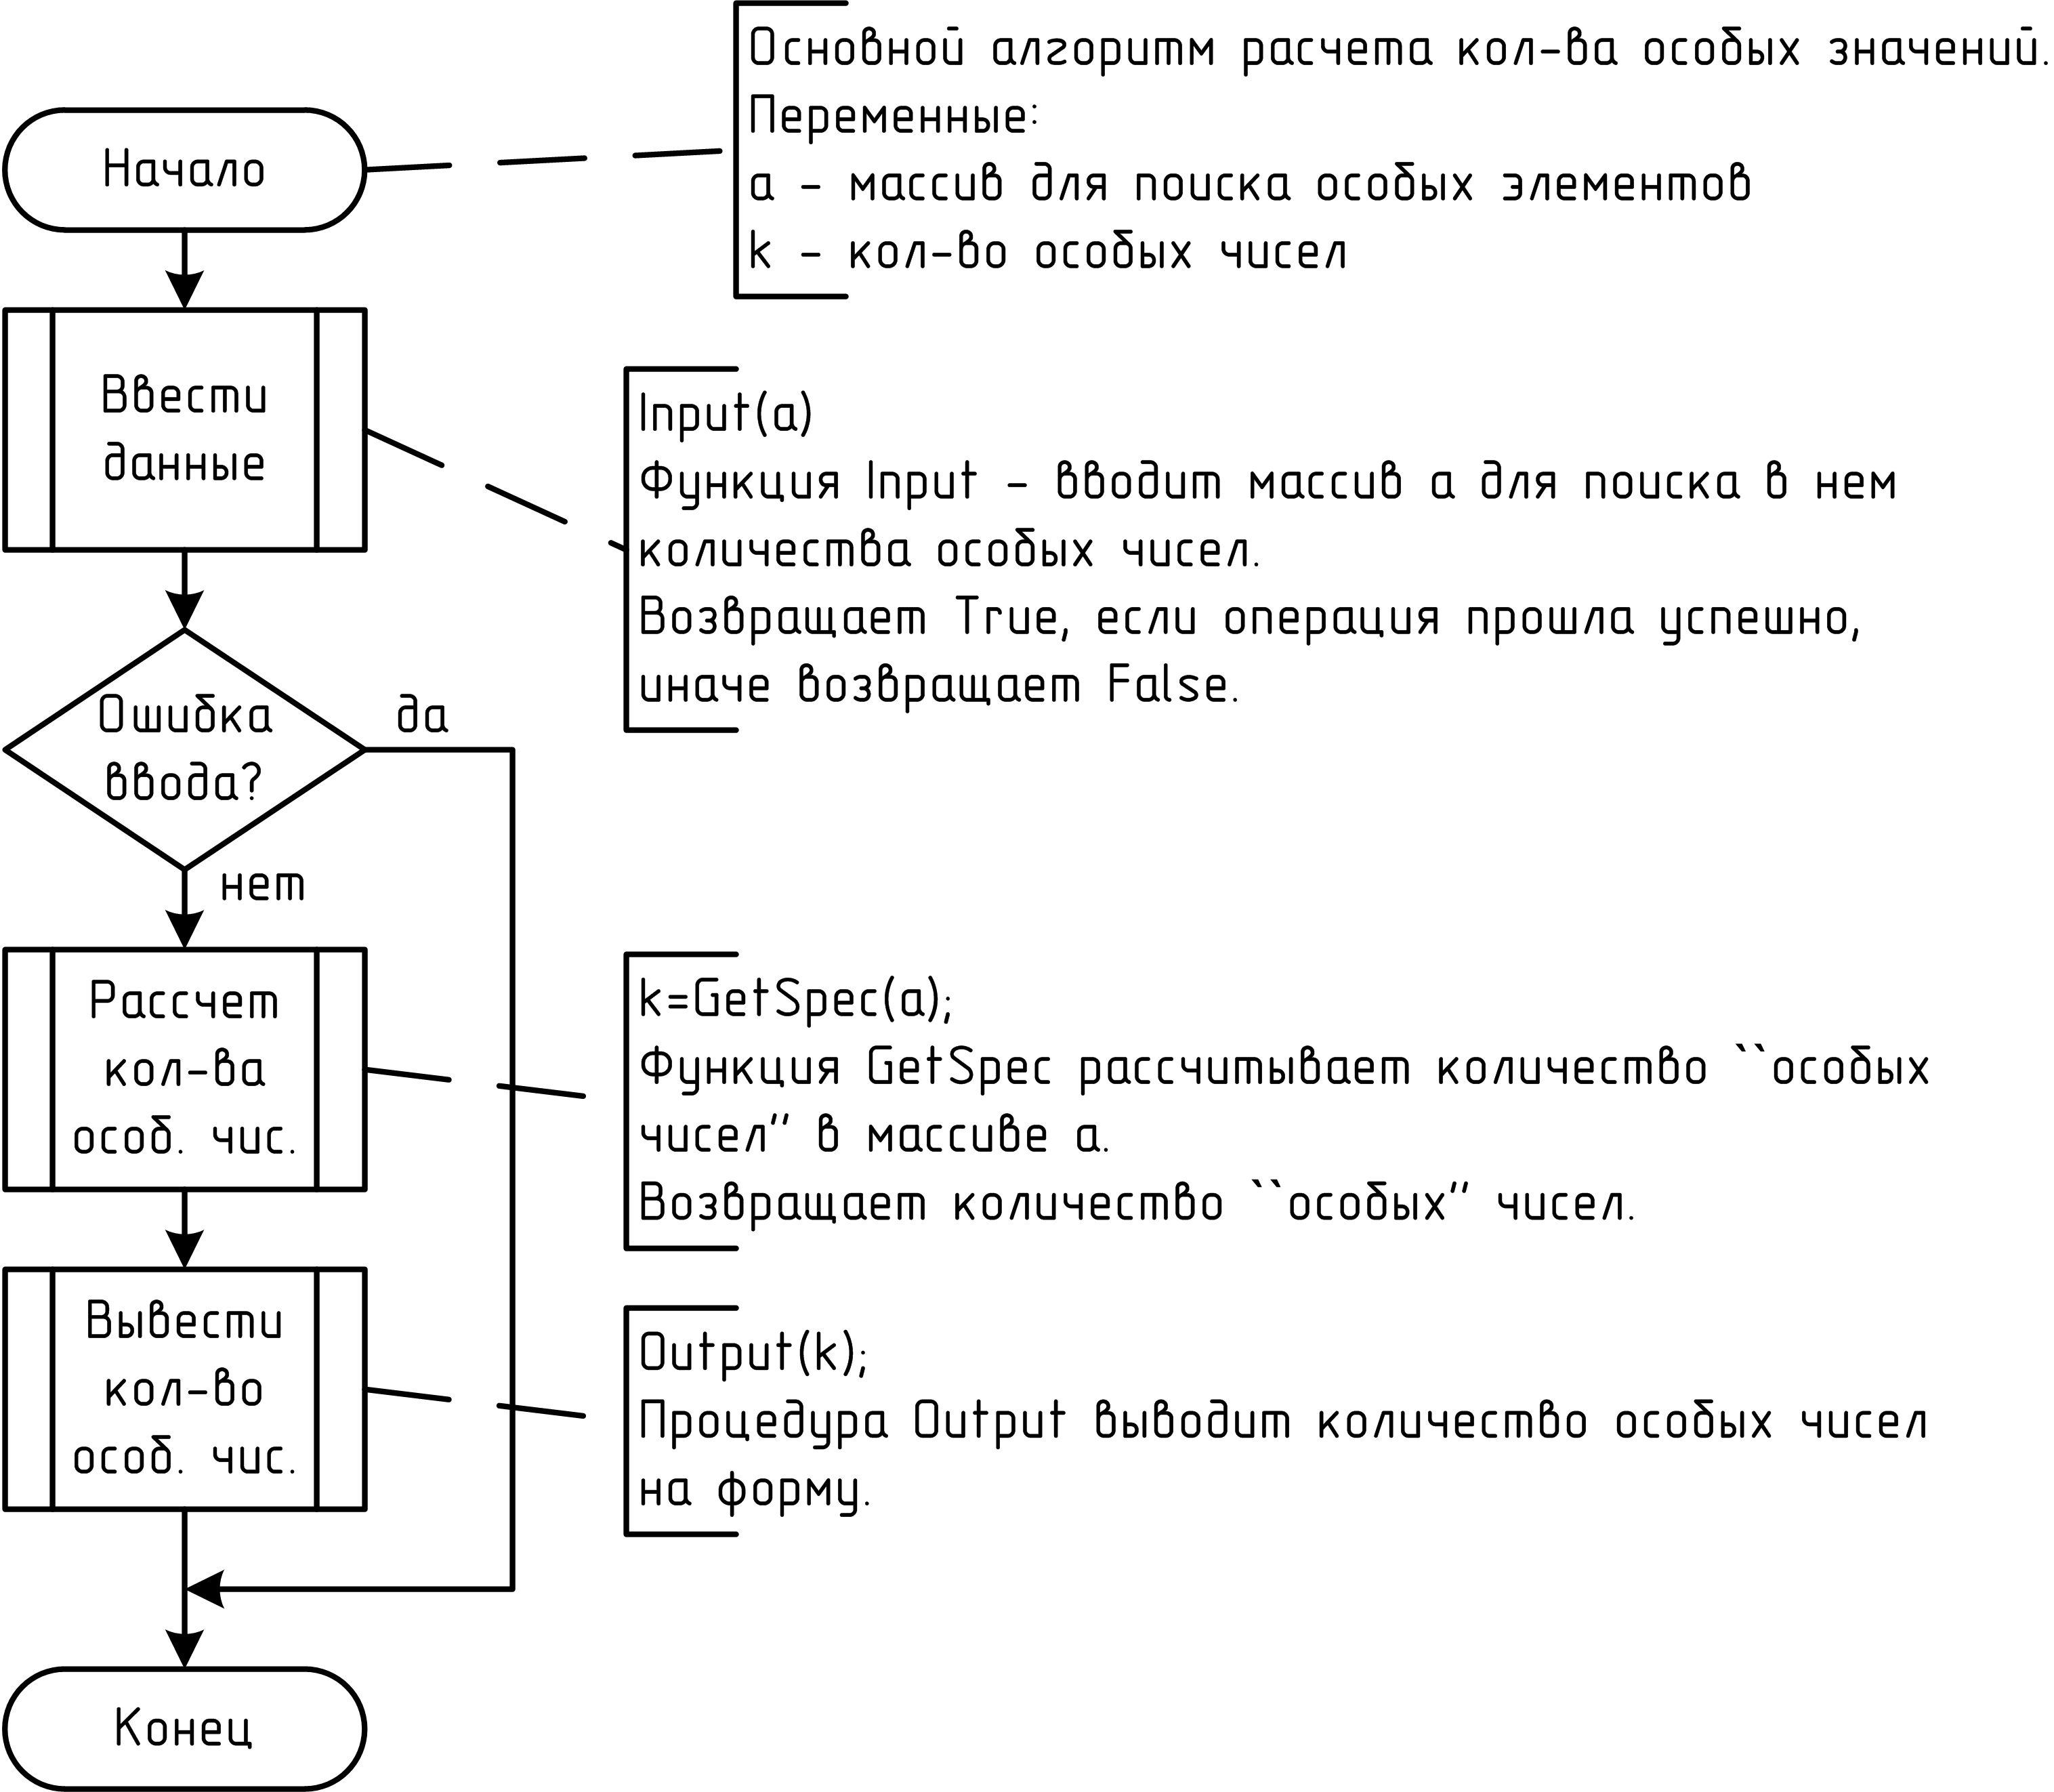 Основной алгоритм расчета кол-ва особых значений.
Переменные:
а - массив для поиска особых элементов
k - кол-во особых чисел
Начало
Ввести
данные
Input(a)
Функция Input - вводит массив а для поиска в нем
количества особых чисел.
Возвращает True, если операция прошла успешно,
иначе возвращает False.
Ошибка
ввода?
да
нет
Рассчет
кол-ва
особ. чис.
k=GetSpec(a);
Функция GetSpec рассчитывает количество ``особых
чисел" в массиве а.
Возвращает количество ``особых" чисел.
Вывести
кол-во
особ. чис.
Output(k);
Процедура Output выводит количество особых чисел
на форму.
Конец